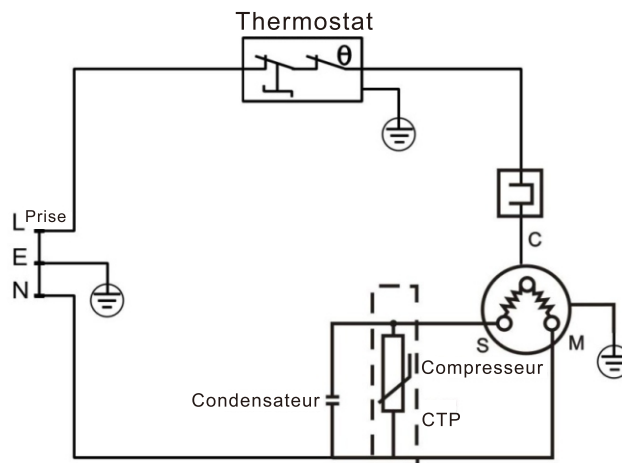 Thermostat
θ
L Prise
C
E
N
S
M
Compresseur
Condensateur
CTP